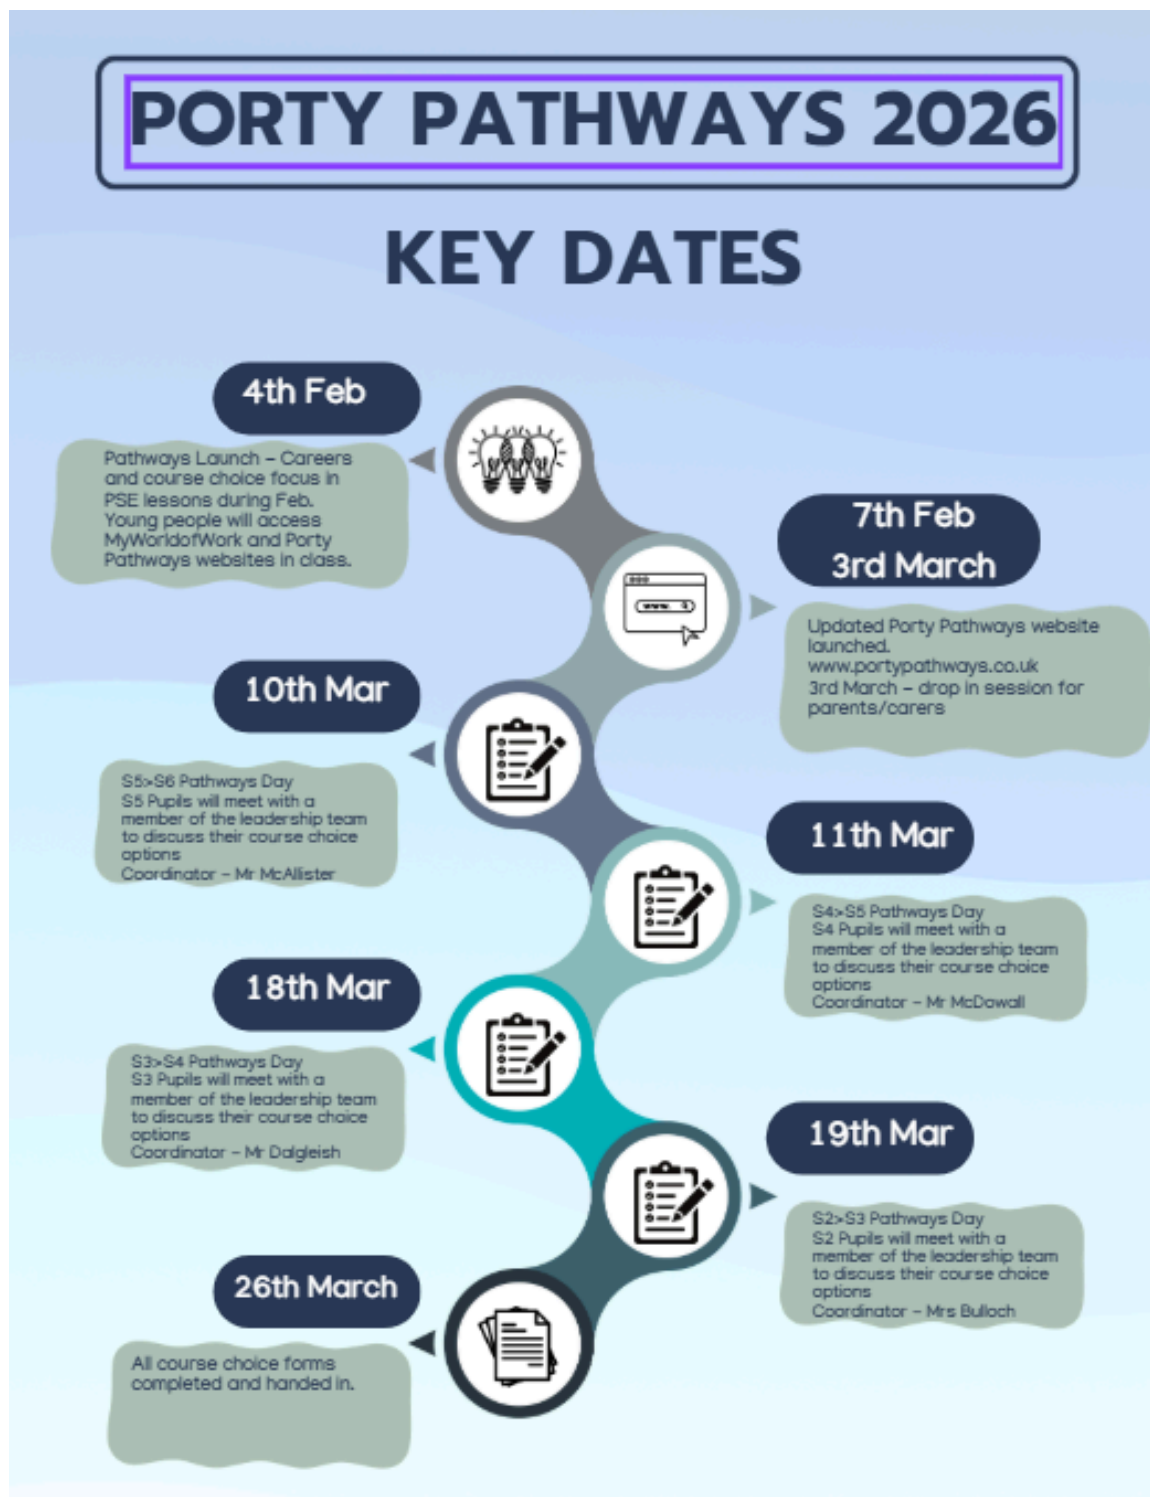 PORTY PATHWAYS 2026
KEY DATES
4th Feb
Pathways Launch – Careers
and course choice focus in
PSE lessons during Feb.
Young people will access
MyWorldofWork and Porty
Pathways websites in class.
7th Feb
3rd March
Updated Porty Pathways website
launched.
www.portypathways.co.uk
3rd March – drop in session for
parents/carers
10th Mar
S5>S6 Pathways Day
S5 Pupils will meet with a
member of the leadership team
to discuss their course choice
options
Coordinator – Mr McAllister
11th Mar
S4>S5 Pathways Day
S4 Pupils will meet with a
member of the leadership team
to discuss their course choice
options
Coordinator – Mr McDowall
18th Mar
S3>S4 Pathways Day
S3 Pupils will meet with a
member of the leadership team
to discuss their course choice
options
Coordinator – Mr Dalgleish
19th Mar
S2>S3 Pathways Day
S2 Pupils will meet with a
member of the leadership team
to discuss their course choice
options
Coordinator – Mrs Bulloch
26th March
All course choice forms
completed and handed in.